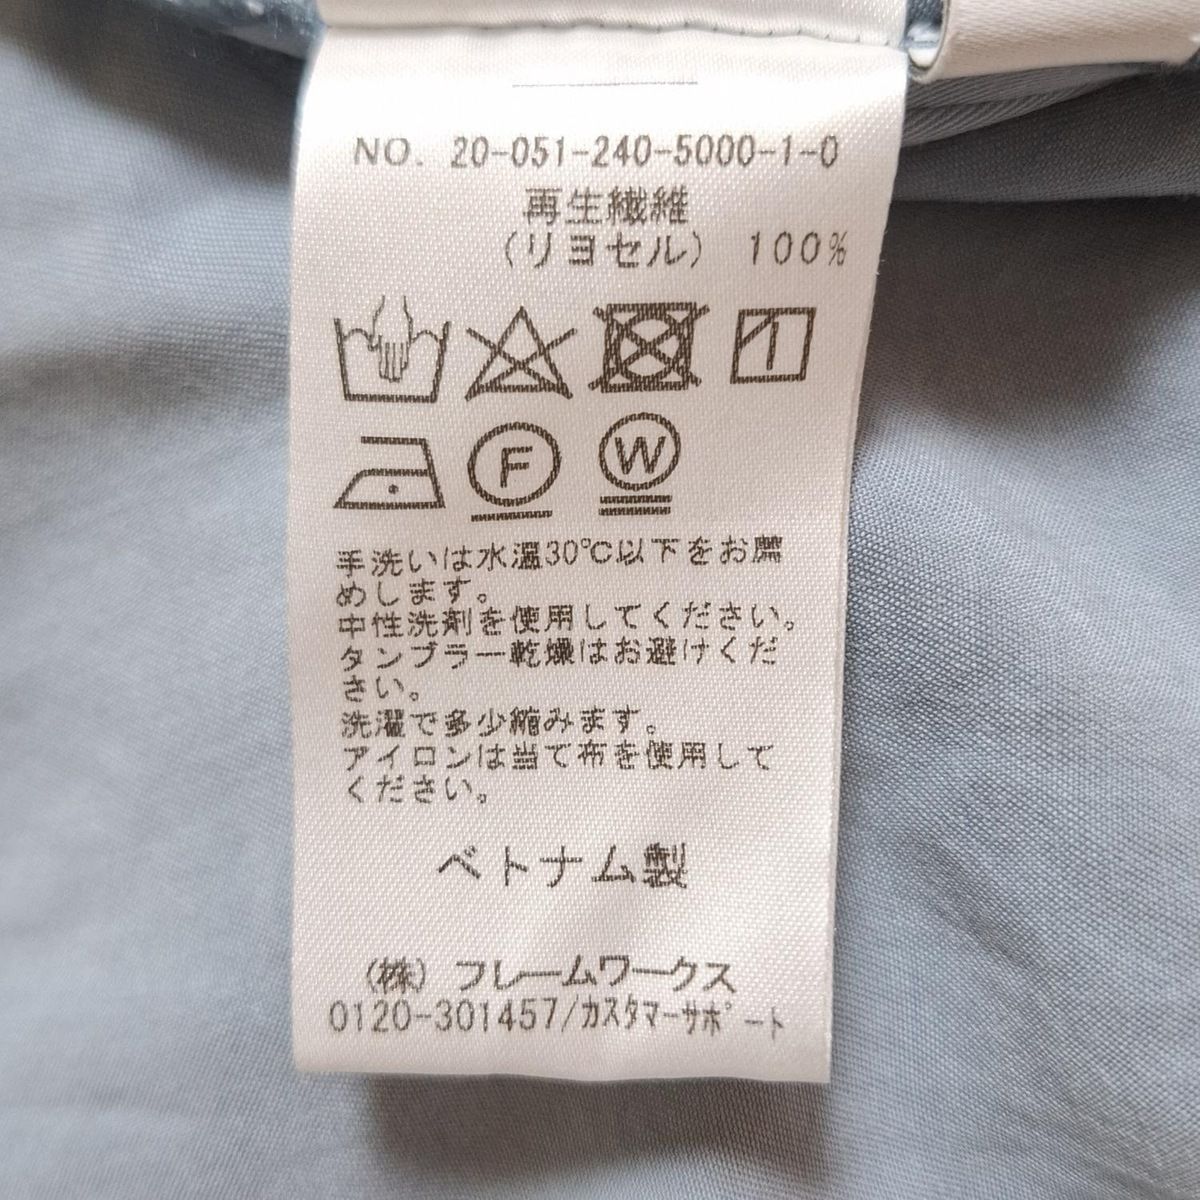 NO. 20-051-240-5000-1-0
再生繊維
(リヨセル) 100%
F W
手洗いは水温30℃以下をお薦
めします。
中性洗剤を使用してください。
タンブラー乾燥はお避けくだ
さい。
洗濯で多少縮みます。
アイロンは当て布を使用して
ください。
ベトナム製
(株) フレームワークス
0120-301457/カスタマーサポート